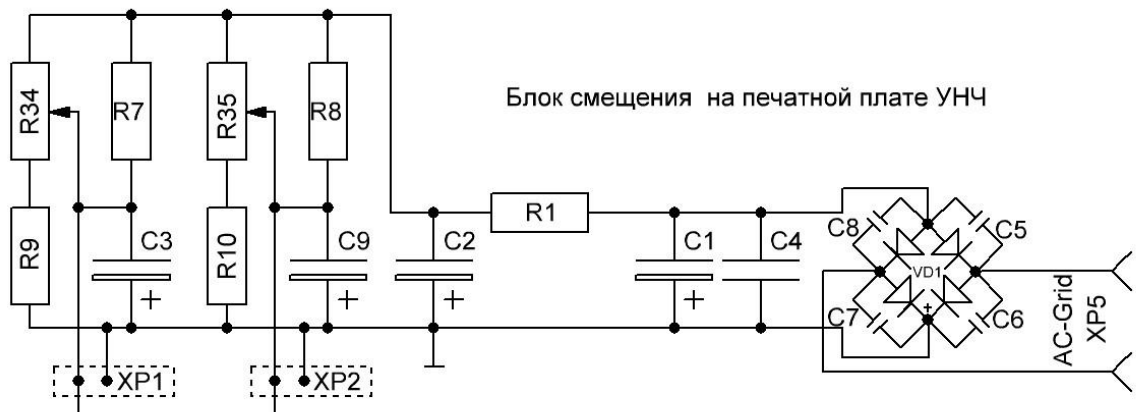 Блок смещения на печатной плате УНЧ
R34
R7
R35
R8
R1
R9
C3
R10
C9
C2
C1
C4
C8
C5
VD1
C7
C6
+
+
+
+
+
AC-Grid
XP5
XP1
XP2